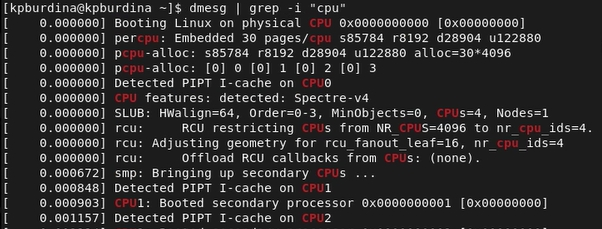 [kpburdina@kpburdina ~]$ dmesg | grep -i "cpu"
[    0.000000] Booting Linux on physical CPU 0x0000000000 [0x00000000]
[    0.000000] percpu: Embedded 30 pages/cpu s85784 r8192 d28904 u122880
[    0.000000] pcpu-alloc: s85784 r8192 d28904 u122880 alloc=30*4096
[    0.000000] pcpu-alloc: [0] 0 [0] 1 [0] 2 [0] 3
[    0.000000] Detected PIPT I-cache on CPU0
[    0.000000] CPU features: detected: Spectre-v4
[    0.000000] SLUB: HWalign=64, Order=0-3, MinObjects=0, CPUs=4, Nodes=1
[    0.000000] rcu:     RCU restricting CPUs from NR_CPUS=4096 to nr_cpu_ids=4.
[    0.000000] rcu: Adjusting geometry for rcu_fanout_leaf=16, nr_cpu_ids=4
[    0.000000] rcu:     Offload RCU callbacks from CPUs: (none).
[    0.000672] smp: Bringing up secondary CPUs ...
[    0.000848] Detected PIPT I-cache on CPU1
[    0.000903] CPU1: Booted secondary processor 0x0000000001 [0x00000000]
[    0.001157] Detected PIPT I-cache on CPU2